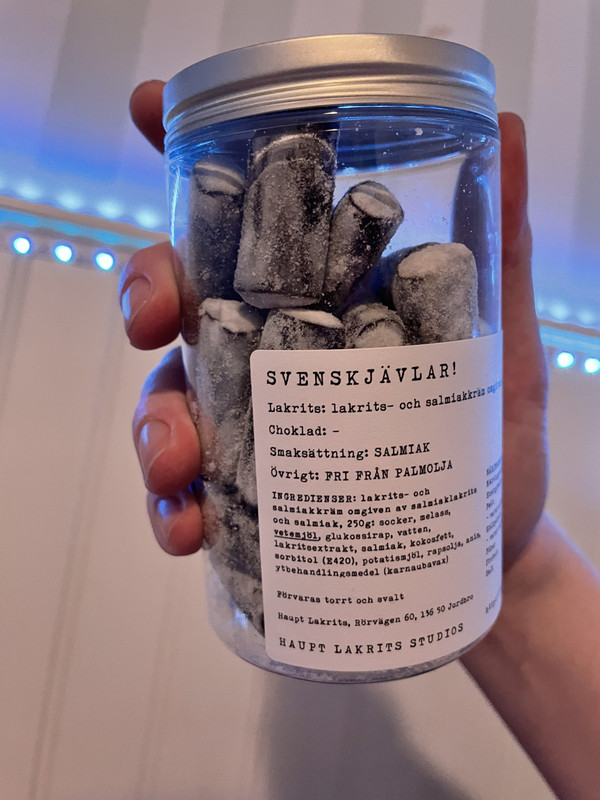 SVENSKJÄVLAR!
Lakrits: lakrits- och salmiakkräm
Choklad: -
Smaksättning: SALMIAK
Övrigt: FRI FRÅN PALMOLJA
INGREDIENSER: lakrits- och
salmiakkräm omgiven av salmiaklakrits
och salmiak, 250g: socker, melass,
vetemjöl, glukossirap, vatten,
lakritsextrakt, salmiak, kokosfett,
sorbitol (E420), potatismjöl, rapsolja, anis,
ytbehandlingsmedel (karnaubavax)
Förvaras torrt och svalt
Haupt Lakrits, Rörvägen 60, 136 50 Jordbro
HAUPT LAKRITS STUDIOS